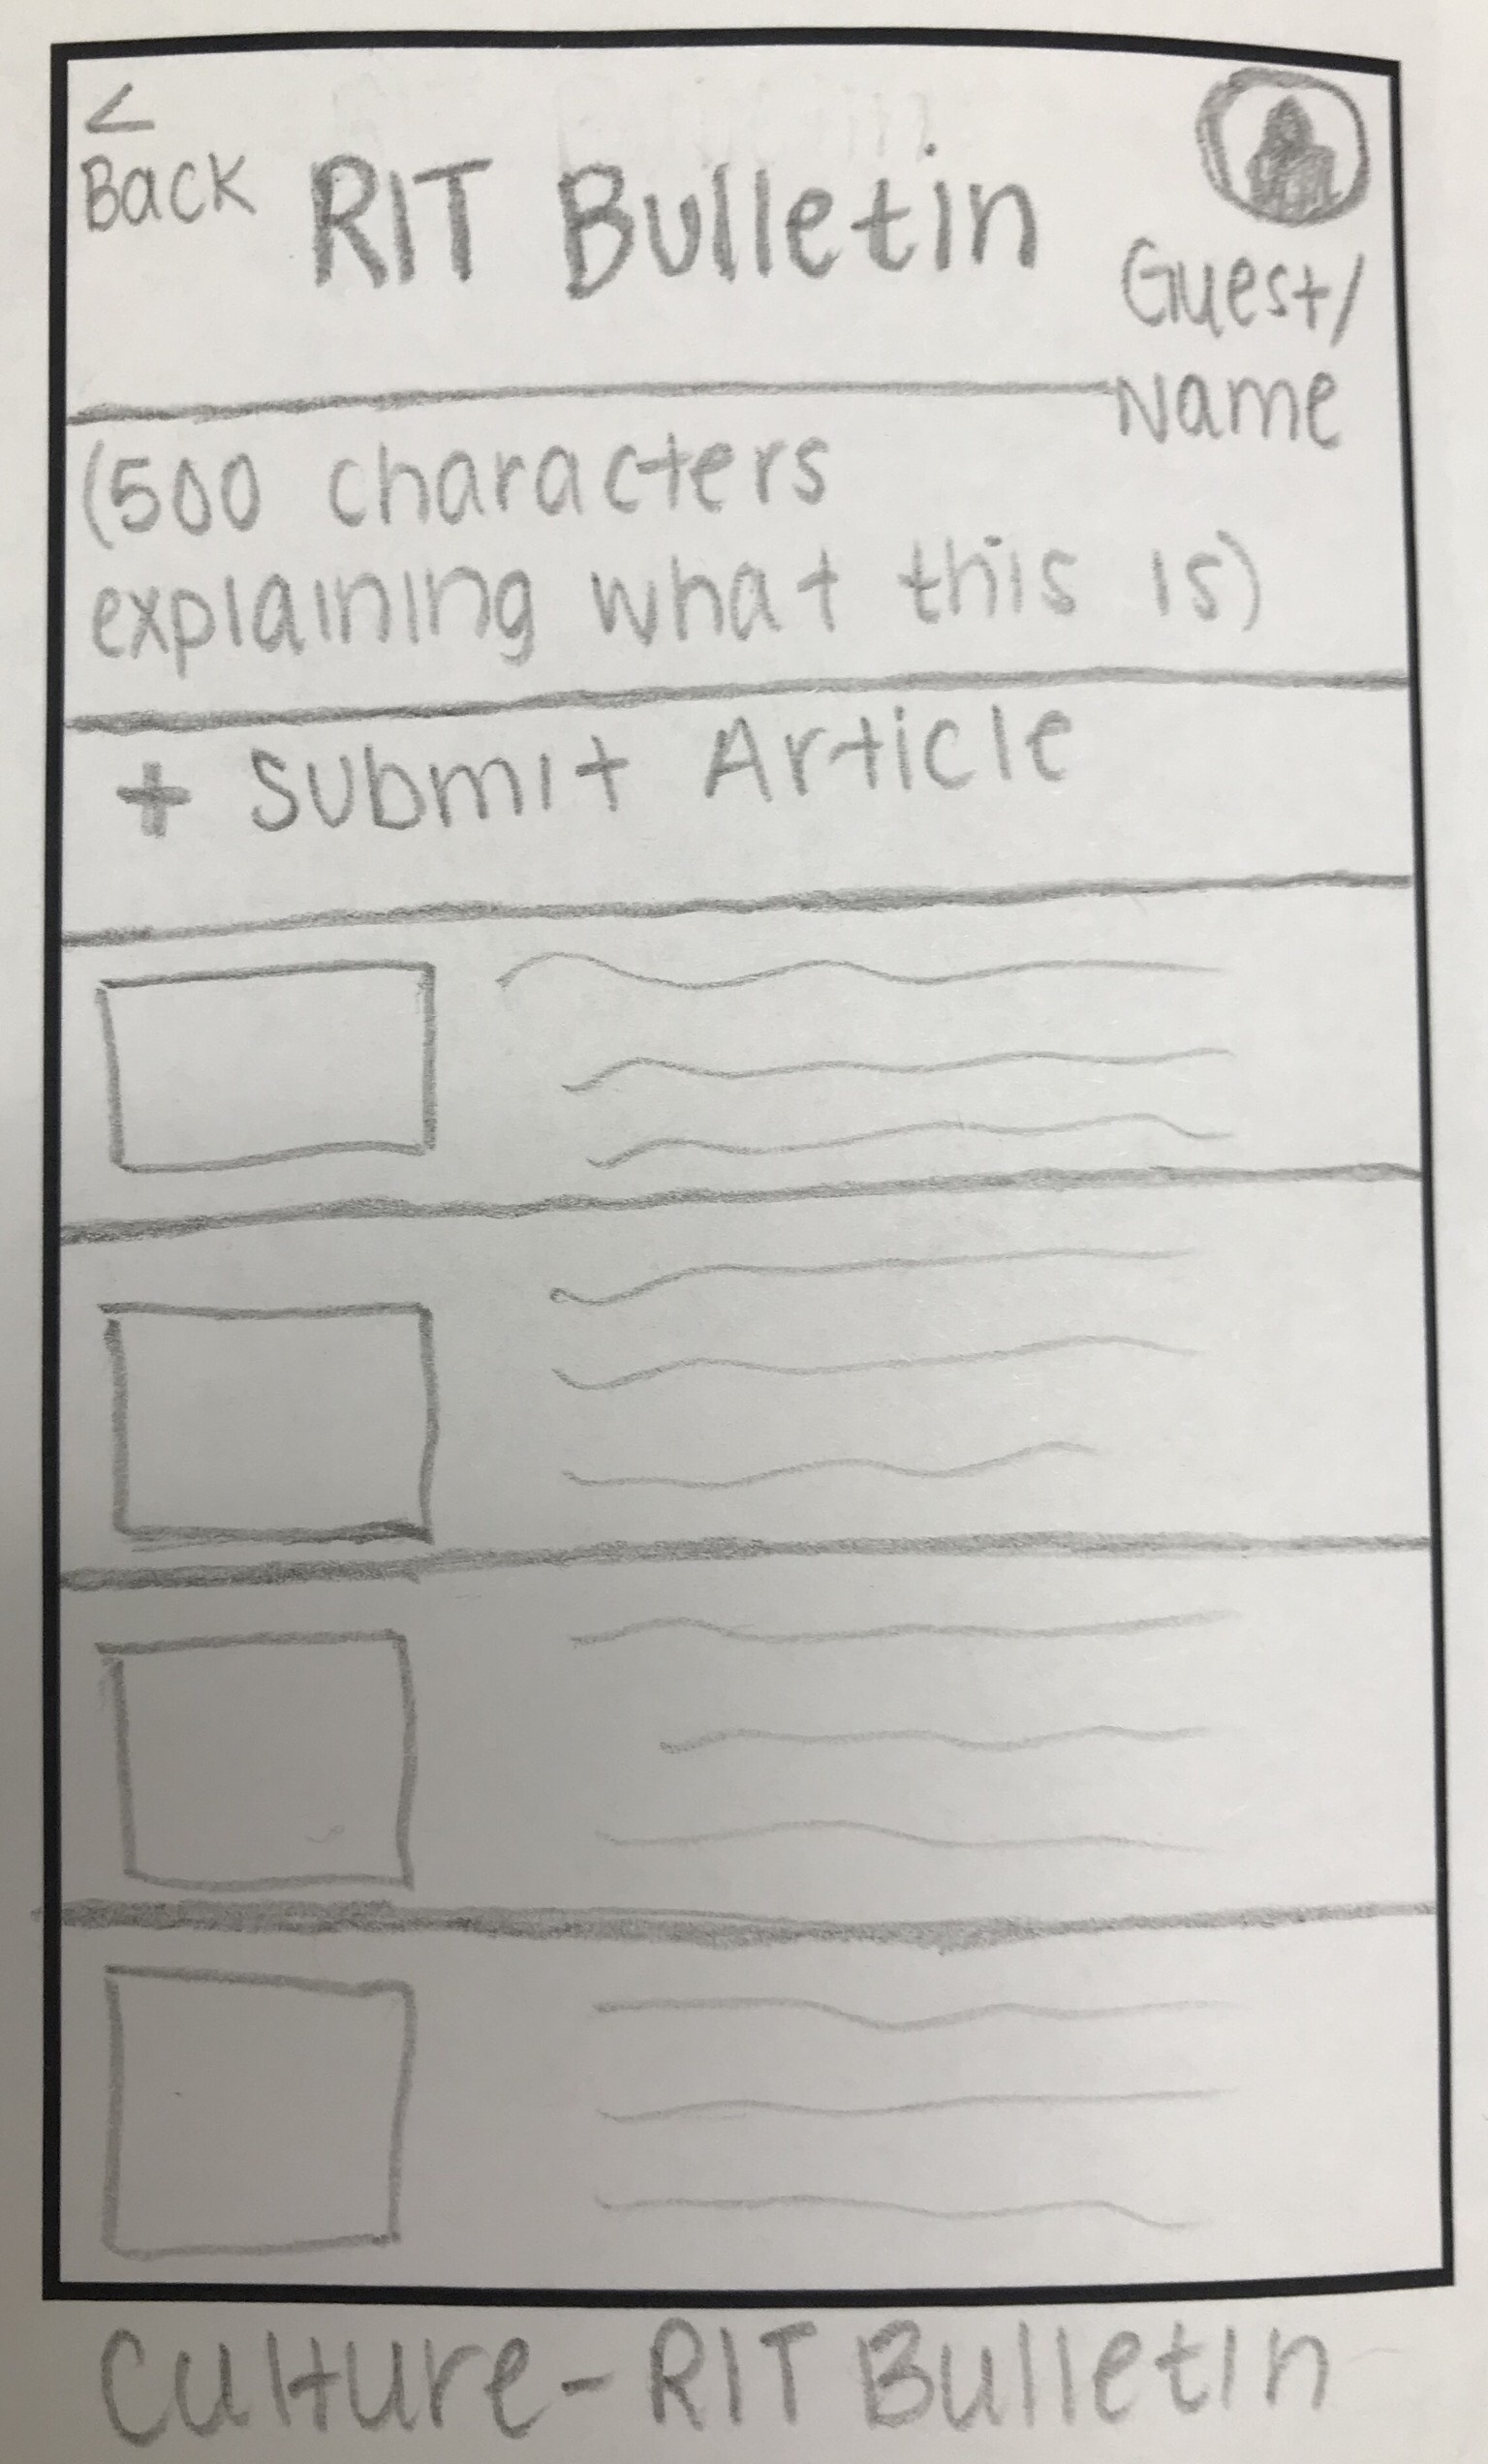 <
Back
RIT Bulletin
Guest/
Name
(500 characters
explaining what this is)
+ Submit Article
Culture-RIT Bulletin